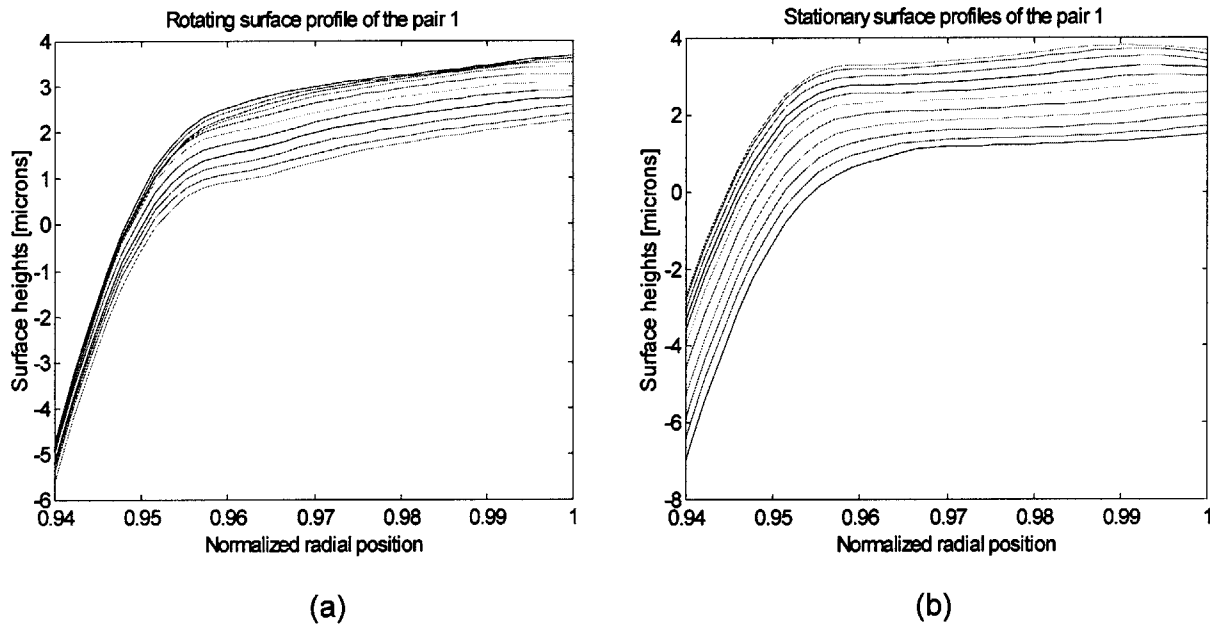 Rotating surface profile of the pair 1
4
3
2
1
0
-1
-2
-3
-4
-5
-6
Surface heights [microns]
0.94 0.95 0.96 0.97 0.98 0.99 1
Normalized radial position
(a)
Stationary surface profiles of the pair 1
4
2
0
-2
-4
-6
-8
Surface heights [microns]
0.94 0.95 0.96 0.97 0.98 0.99 1
Normalized radial position
(b)